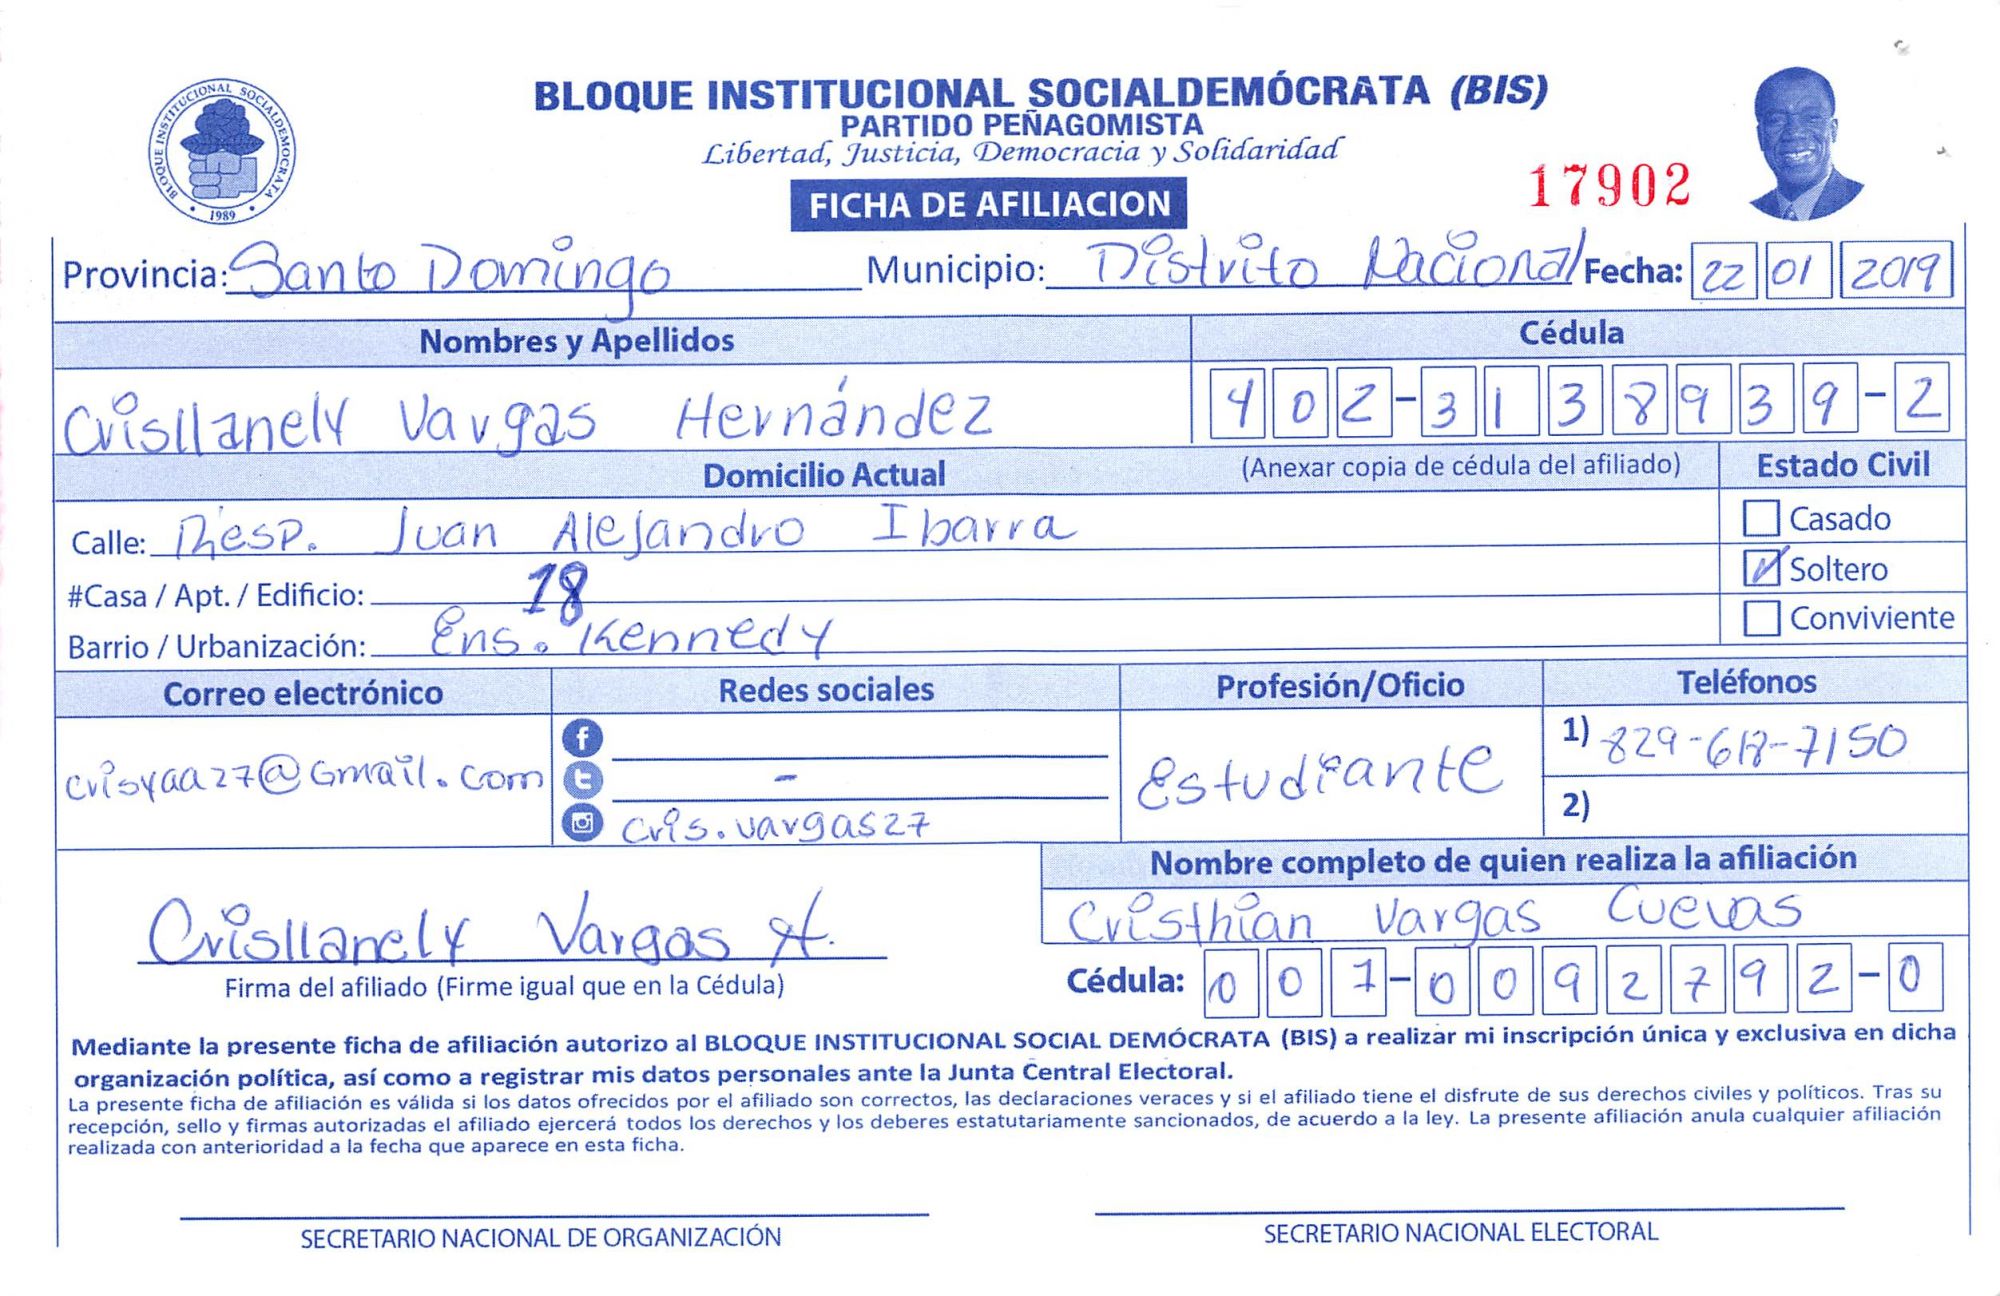 BLOQUE INSTITUCIONAL SOCIALDEMOCRATA
1989
BLOQUE INSTITUCIONAL SOCIALDEMÓCRATA (BIS)
PARTIDO PEÑAGOMISTA
Libertad, Justicia, Democracia y Solidaridad
FICHA DE AFILIACION
17902
Provincia: Santo Domingo Municipio: Distrito Nacional Fecha: 22 01 2019
Nombres y Apellidos Cédula
Crisllanely Vargas Hernández 402-3138939-2
Domicilio Actual (Anexar copia de cédula del afiliado) Estado Civil
Calle: Resp. Juan Alejandro Ibarra Casado
#Casa / Apt. / Edificio: 18 Soltero
Barrio / Urbanización: Ens. Kennedy Conviviente
Correo electrónico Redes sociales Profesión/Oficio Teléfonos
crisyaa27@Gmail.com - Estudiante 1) 829-618-7150
cris.vargas27 2)
Nombre completo de quien realiza la afiliación
Cristhian Vargas Cuevas
Crisllanely Vargas H.
Firma del afiliado (Firme igual que en la Cédula) Cédula: 001-0092792-0
Mediante la presente ficha de afiliación autorizo al BLOQUE INSTITUCIONAL SOCIAL DEMÓCRATA (BIS) a realizar mi inscripción única y exclusiva en dicha
organización política, así como a registrar mis datos personales ante la Junta Central Electoral.
La presente ficha de afiliación es válida si los datos ofrecidos por el afiliado son correctos, las declaraciones veraces y si el afiliado tiene el disfrute de sus derechos civiles y políticos. Tras su
recepción, sello y firmas autorizadas el afiliado ejercerá todos los derechos y los deberes estatutariamente sancionados, de acuerdo a la ley. La presente afiliación anula cualquier afiliación
realizada con anterioridad a la fecha que aparece en esta ficha.
SECRETARIO NACIONAL DE ORGANIZACIÓN SECRETARIO NACIONAL ELECTORAL